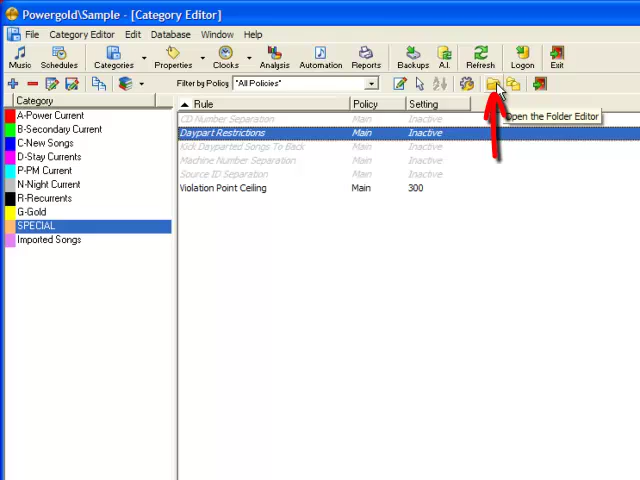 Powergold\Sample - [Category Editor]
File Category Editor Edit Database Window Help
Music Schedules Categories Properties Clocks Analysis Automation Reports Backups A.I. Refresh Logon Exit
Filter by Policy "All Policies"
Category
A-Power Current
B-Seconday Current
C-New Songs
D-Stay Currents
P-PM Current
N-Night Current
R-Recurrents
G-Gold
SPECIAL
Imported Songs
Rule Policy Setting
CD Number Separation Main Inactive
Daypart Restrictions Main Inactive
Kick Dayparted Songs To Back Main Inactive
Machine Number Separation Main Inactive
Source ID Separation Main Inactive
Violation Point Ceiling Main 300
Open the Folder Editor